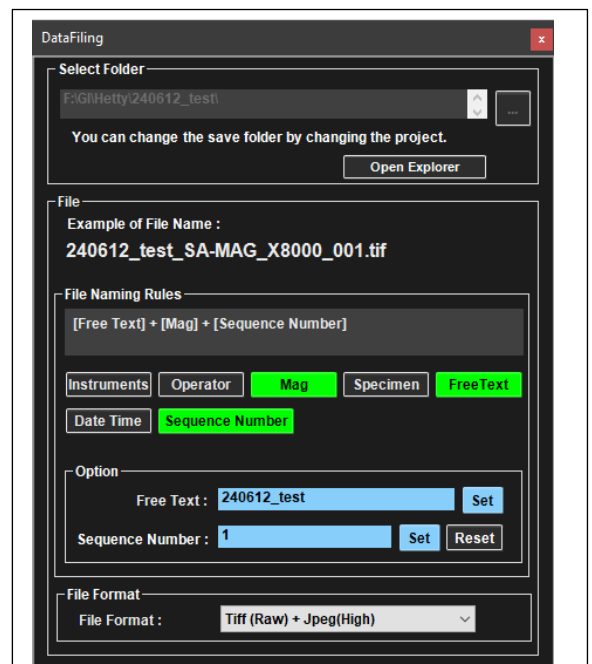 DataFiling
x
Select Folder
F:\GI\Hetty\240612_test\
...
You can change the save folder by changing the project.
Open Explorer
File
Example of File Name :
240612_test_SA-MAG_X8000_001.tif
File Naming Rules
[Free Text] + [Mag] + [Sequence Number]
Instruments Operator Mag Specimen FreeText
Date Time Sequence Number
Option
Free Text : 240612_test Set
Sequence Number : 1 Set Reset
File Format
File Format : Tiff (Raw) + Jpeg(High)